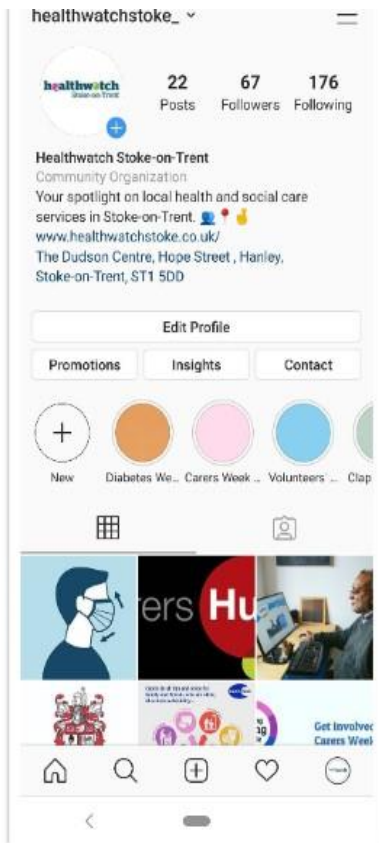 healthwatchstoke_
healthwatch
Stoke-on-Trent
22 67 176
Posts Followers Following
Healthwatch Stoke-on-Trent
Community Organization
Your spotlight on local health and social care
services in Stoke-on-Trent.
www.healthwatchstoke.co.uk/
The Dudson Centre, Hope Street , Hanley,
Stoke-on-Trent, ST1 5DD
Edit Profile
Promotions Insights Contact
New Diabetes We... Carers Week ... Volunteers' ... Clap
ers Hu
Get Involved
Carers Week